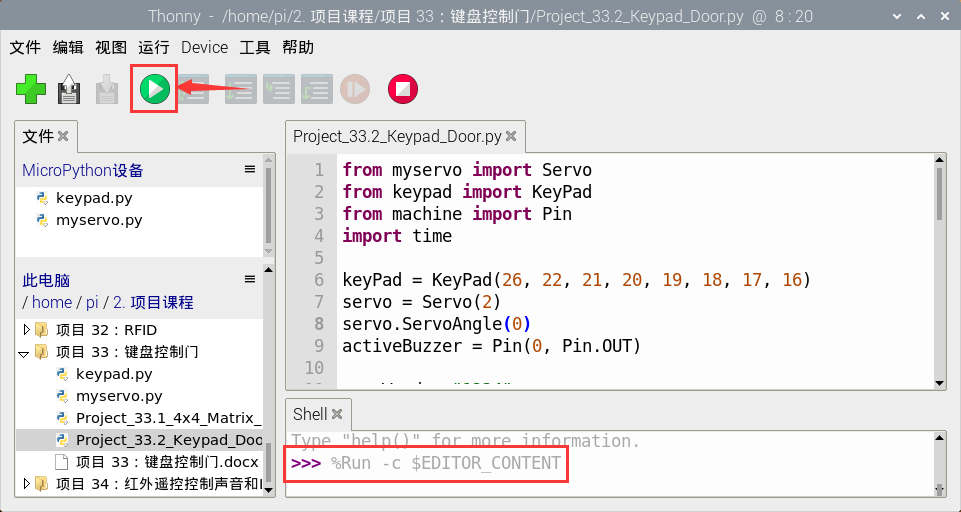 Thonny - /home/pi/2. 项目课程/项目 33：键盘控制门/Project_33.2_Keypad_Door.py @ 8 : 20
文件 编辑 视图 运行 Device 工具 帮助
文件
MicroPython设备
keypad.py
myservo.py
此电脑
/ home / pi / 2. 项目课程
项目 32：RFID
项目 33：键盘控制门
keypad.py
myservo.py
Project_33.1_4x4_Matrix_
Project_33.2_Keypad_Doo
项目 33：键盘控制门.docx
项目 34：红外遥控控制声音和
Project_33.2_Keypad_Door.py
1 from myservo import Servo
2 from keypad import KeyPad
3 from machine import Pin
4 import time
5
6 keyPad = KeyPad(26, 22, 21, 20, 19, 18, 17, 16)
7 servo = Servo(2)
8 servo.ServoAngle(0)
9 activeBuzzer = Pin(0, Pin.OUT)
10
Shell
Type "help()" for more information.
>>> %Run -c $EDITOR_CONTENT